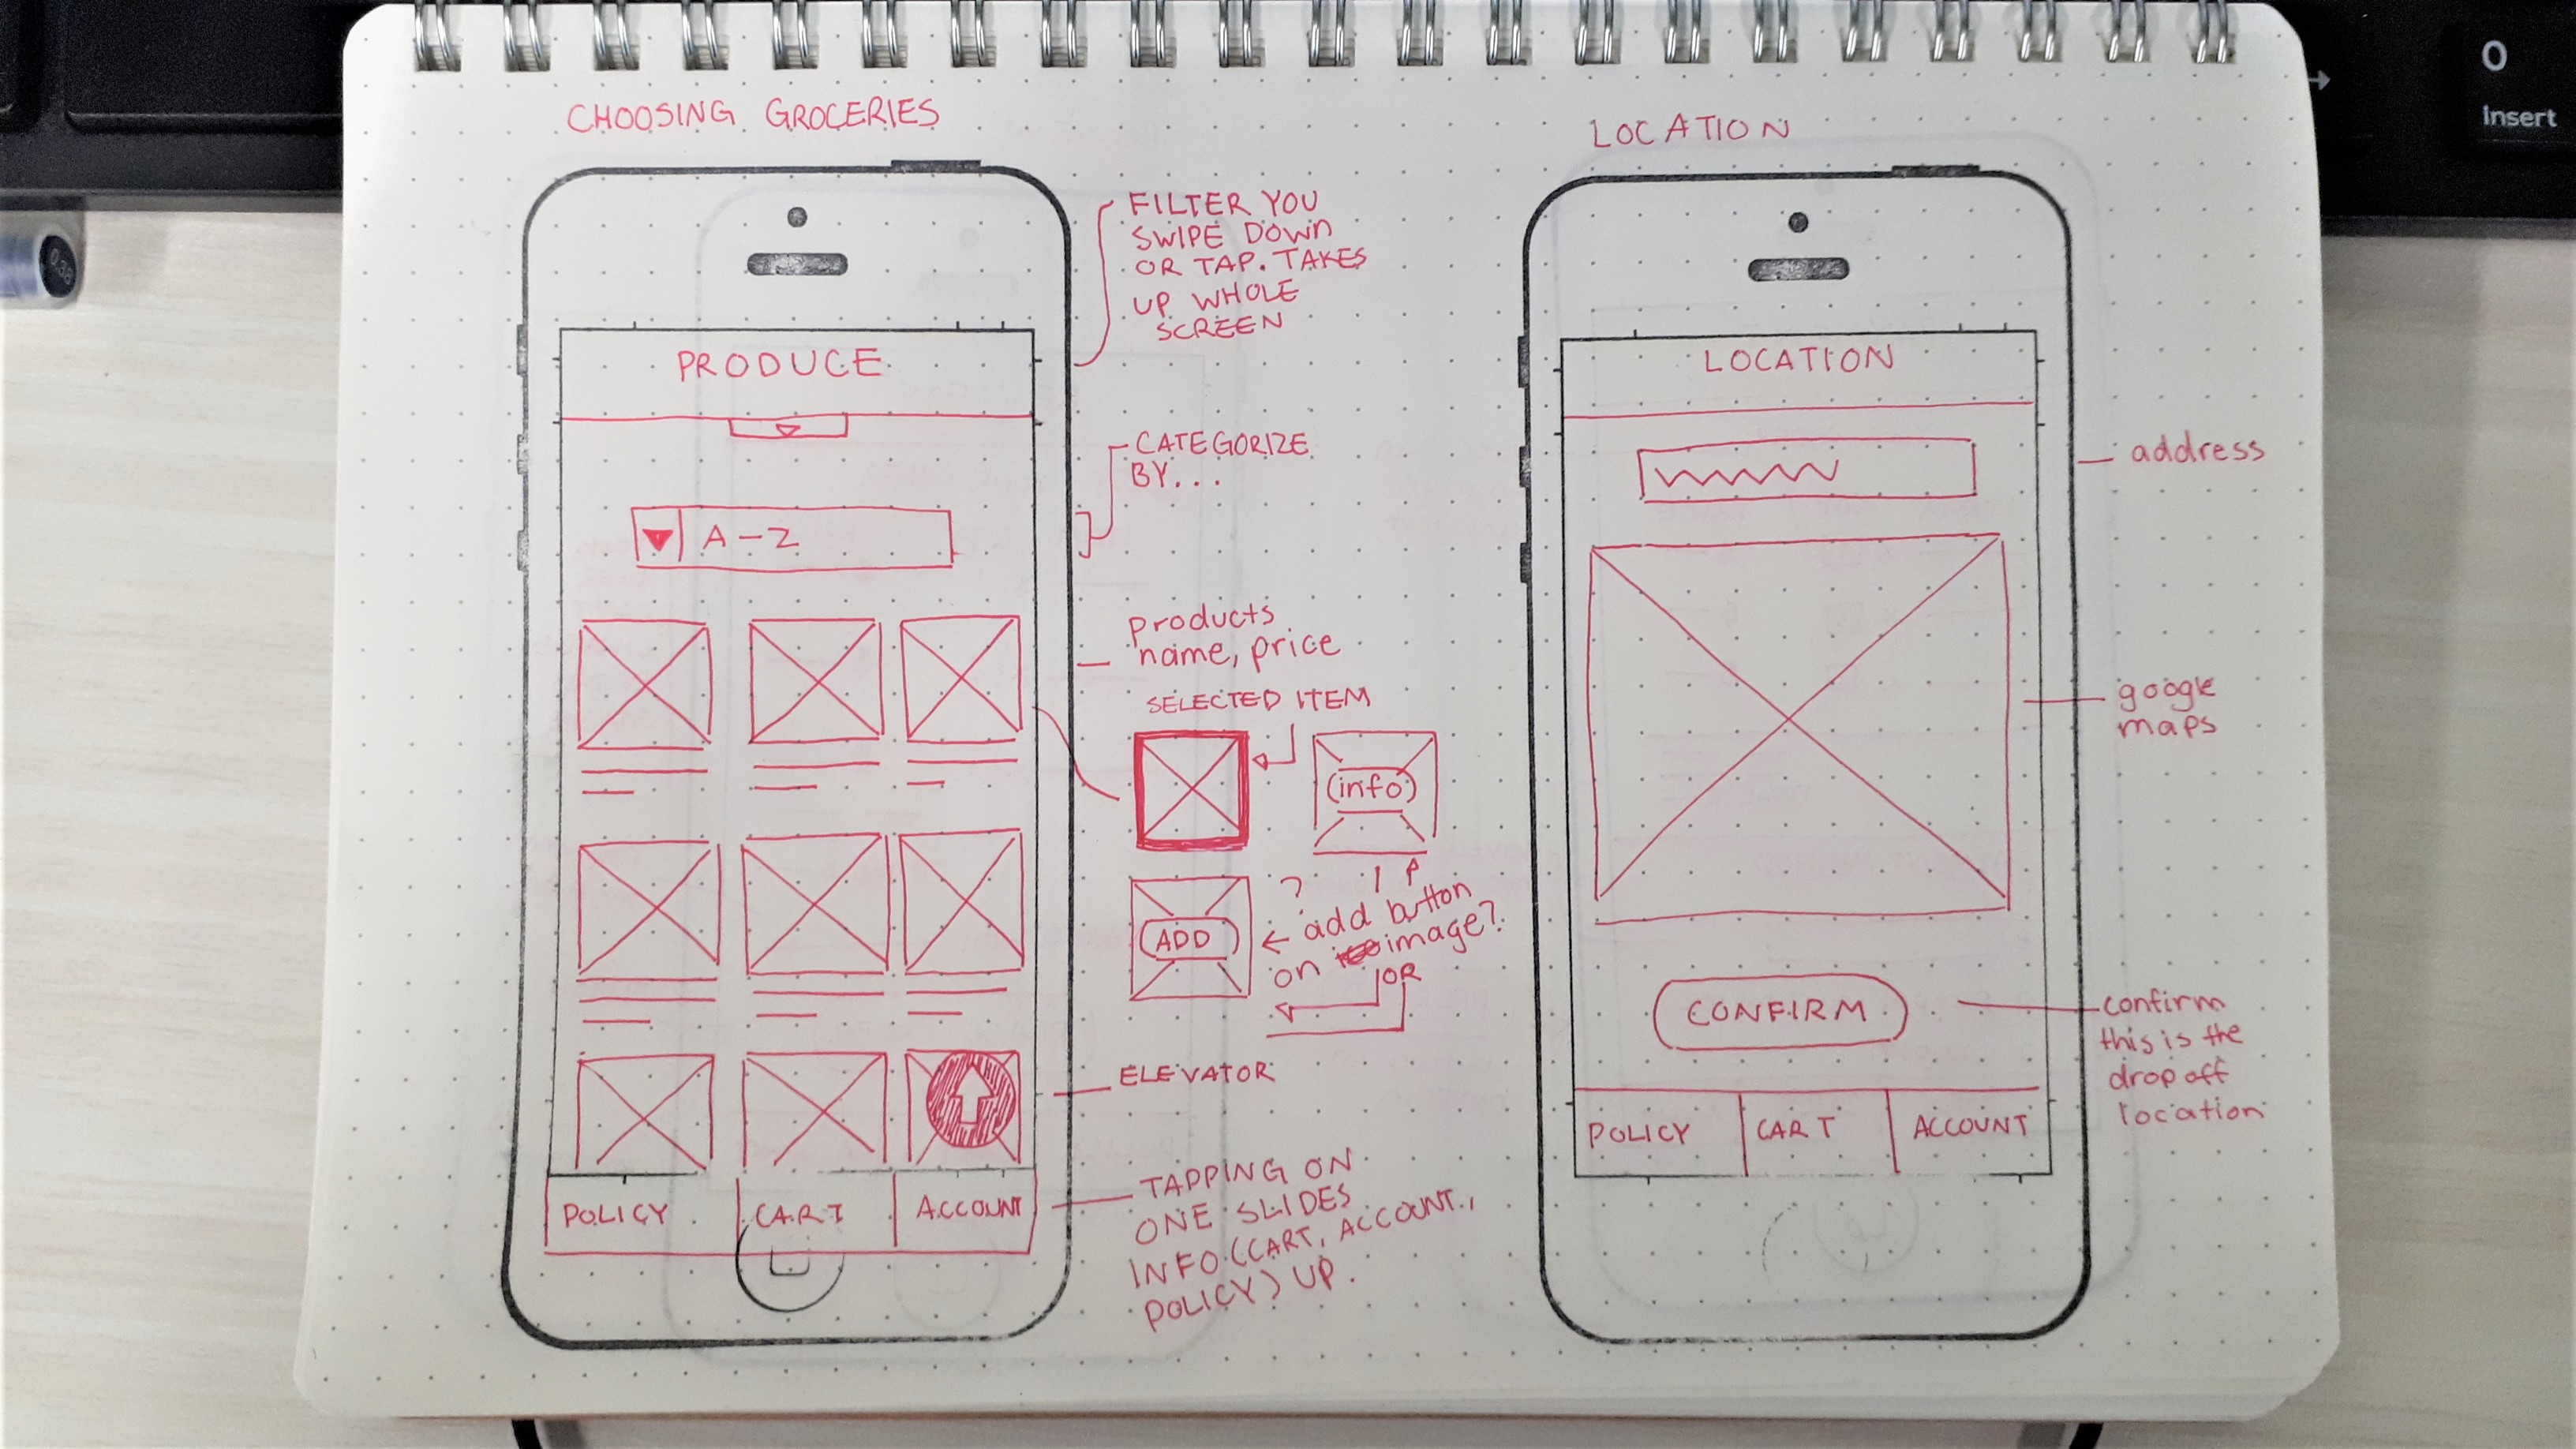 CHOOSING GROCERIES
PRODUCE
A-Z
POLICY
CART
ACCOUNT
FILTER YOU
SWIPE DOWN
OR TAP. TAKES
UP WHOLE
SCREEN
CATEGORIZE
BY...
products
name, price
SELECTED ITEM
info
ADD
?
add button
on image?
OR
ELEVATOR
TAPPING ON
ONE SLIDES
INFO (CART, ACCOUNT,
POLICY) UP.
LOCATION
LOCATION
CONFIRM
POLICY
CART
ACCOUNT
address
google
maps
confirm
this is the
drop off
location
0
Insert
0.38